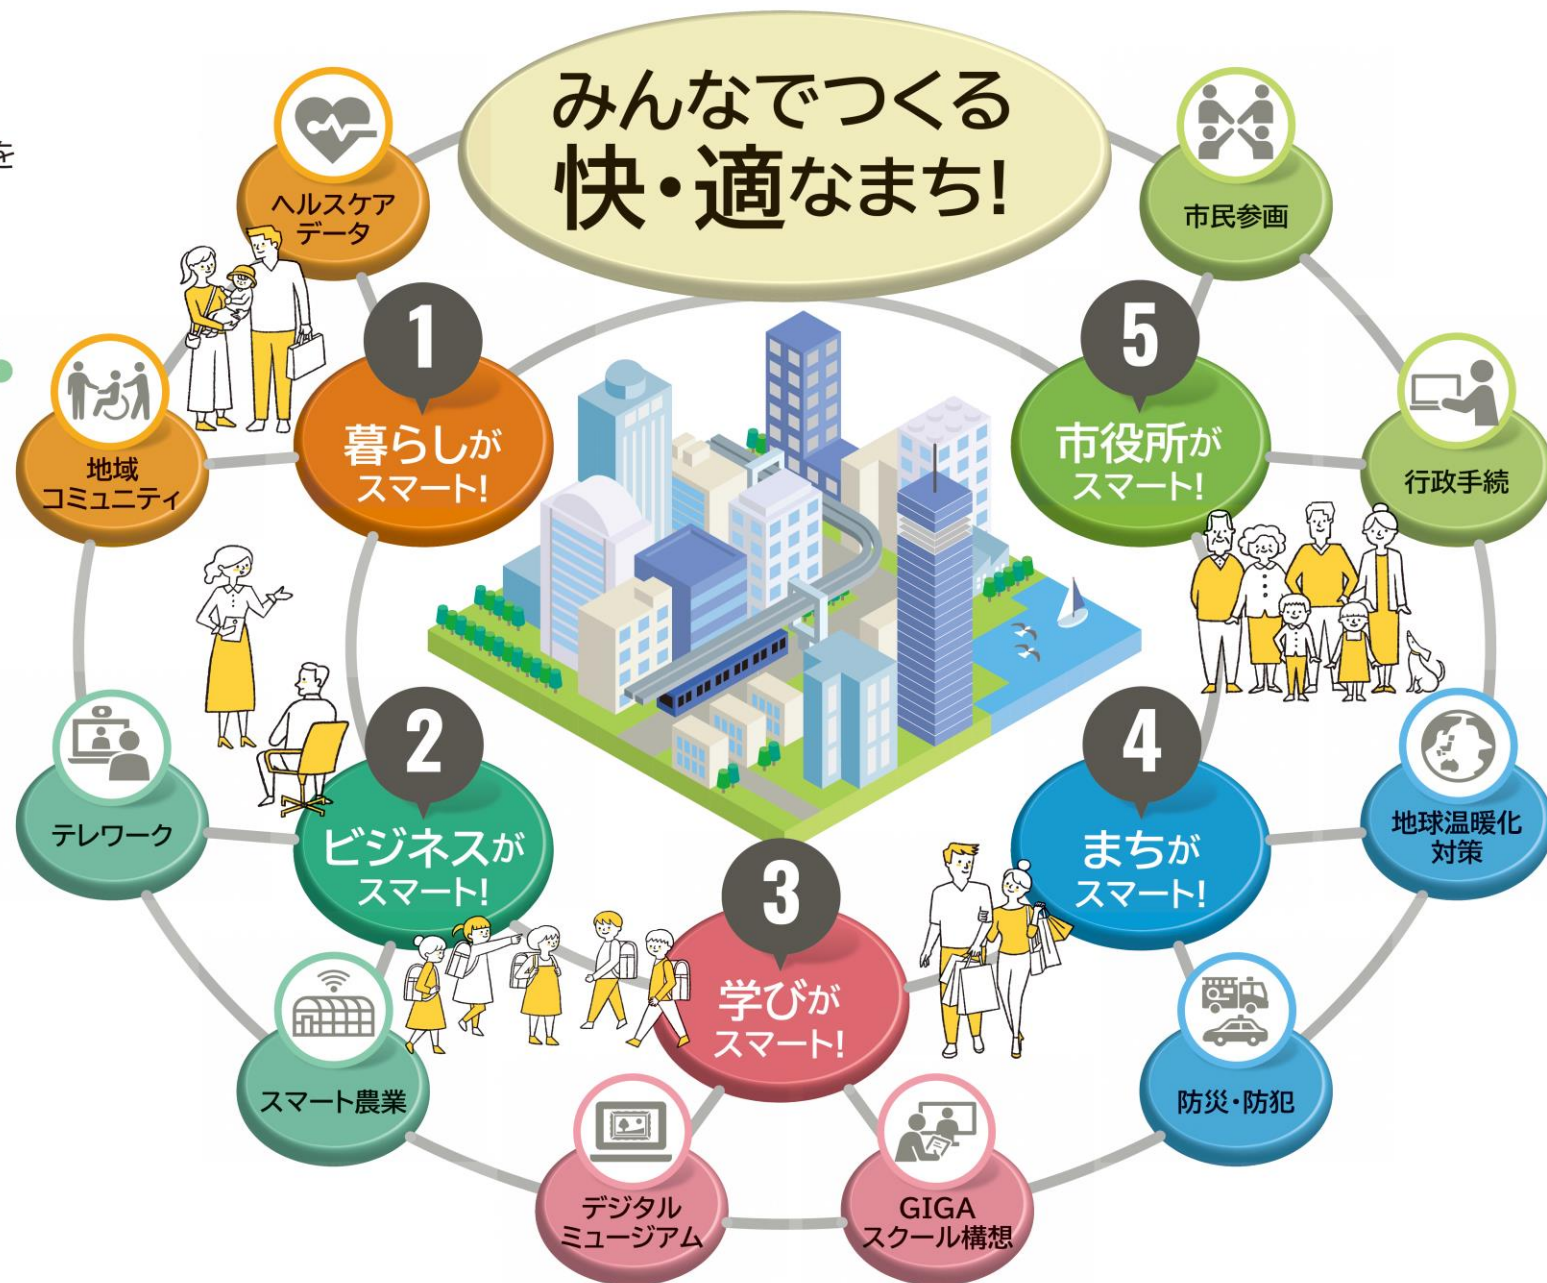 みんなでつくる
快・適なまち!
を
ヘルスケア
データ
地域
コミュニティ
1
暮らしが
スマート!
テレワーク
スマート農業
2
ビジネスが
スマート!
3
学びが
スマート!
デジタル
ミュージアム
GIGA
スクール構想
4
まちが
スマート!
地球温暖化
対策
防災・防犯
5
市役所が
スマート!
市民参画
行政手続